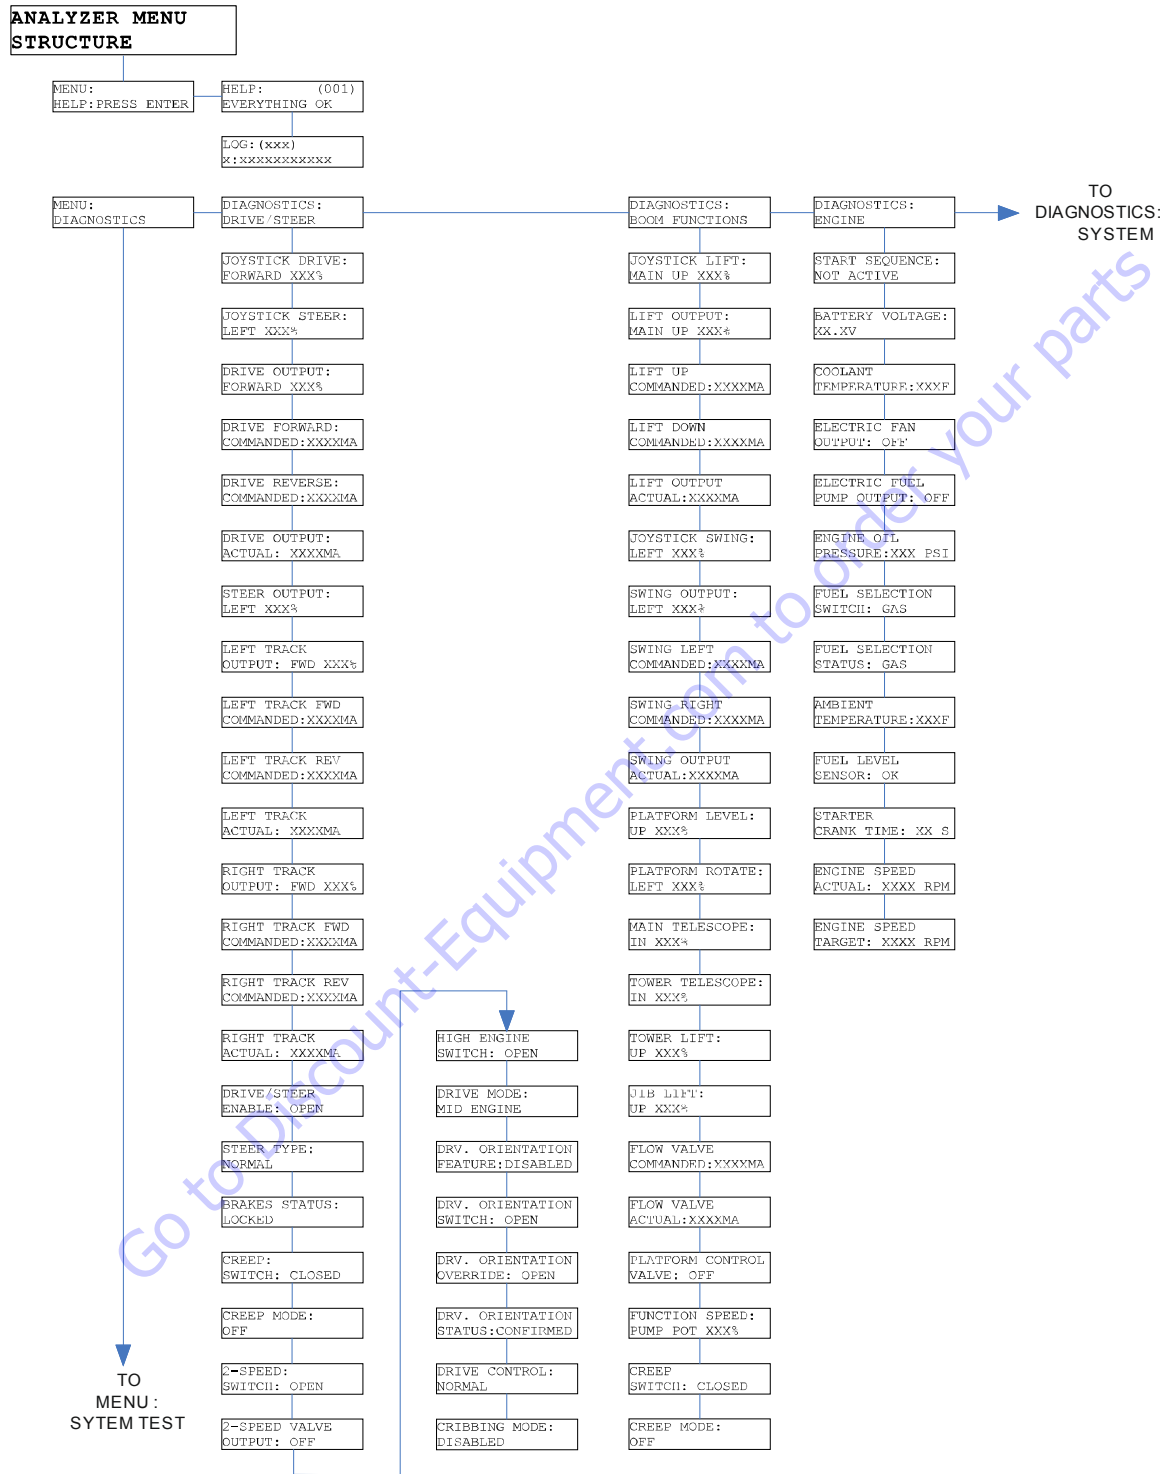 ANALYZER MENU
STRUCTURE
MENU:
HELP:PRESS ENTER
HELP: (001)
EVERYTHING OK
LOG:(xxx)
x:xxxxxxxxxxx
MENU:
DIAGNOSTICS
DIAGNOSTICS:
DRIVE/STEER
JOYSTICK DRIVE:
FORWARD XXX%
JOYSTICK STEER:
LEFT XXX%
DRIVE OUTPUT:
FORWARD XXX%
DRIVE FORWARD:
COMMANDED:XXXXMA
DRIVE REVERSE:
COMMANDED:XXXXMA
DRIVE OUTPUT:
ACTUAL: XXXXMA
STEER OUTPUT:
LEFT XXX%
LEFT TRACK
OUTPUT: FWD XXX%
LEFT TRACK FWD
COMMANDED:XXXXMA
LEFT TRACK REV
COMMANDED:XXXXMA
LEFT TRACK
ACTUAL: XXXXMA
RIGHT TRACK
OUTPUT: FWD XXX%
RIGHT TRACK FWD
COMMANDED:XXXXMA
RIGHT TRACK REV
COMMANDED:XXXXMA
RIGHT TRACK
ACTUAL: XXXXMA
DRIVE/STEER
ENABLE: OPEN
STEER TYPE:
NORMAL
BRAKES STATUS:
LOCKED
CREEP:
SWITCH: CLOSED
CREEP MODE:
OFF
2-SPEED:
SWITCH: OPEN
2-SPEED VALVE
OUTPUT: OFF
HIGH ENGINE
SWITCH: OPEN
DRIVE MODE:
MID ENGINE
DRV. ORIENTATION
FEATURE:DISABLED
DRV. ORIENTATION
SWITCH: OPEN
DRV. ORIENTATION
OVERRIDE: OPEN
DRV. ORIENTATION
STATUS:CONFIRMED
DRIVE CONTROL:
NORMAL
CRIBBING MODE:
DISABLED
DIAGNOSTICS:
BOOM FUNCTIONS
JOYSTICK LIFT:
MAIN UP XXX%
LIFT OUTPUT:
MAIN UP XXX%
LIFT UP
COMMANDED:XXXXMA
LIFT DOWN
COMMANDED:XXXXMA
LIFT OUTPUT
ACTUAL:XXXXMA
JOYSTICK SWING:
LEFT XXX%
SWING OUTPUT:
LEFT XXX%
SWING LEFT
COMMANDED:XXXXMA
SWING RIGHT
COMMANDED:XXXXMA
SWING OUTPUT
ACTUAL:XXXXMA
PLATFORM LEVEL:
UP XXX%
PLATFORM ROTATE:
LEFT XXX%
MAIN TELESCOPE:
IN XXX%
TOWER TELESCOPE:
IN XXX%
TOWER LIFT:
UP XXX%
JIB LIFT:
UP XXX%
FLOW VALVE
COMMANDED:XXXXMA
FLOW VALVE
ACTUAL:XXXXMA
PLATFORM CONTROL
VALVE: OFF
FUNCTION SPEED:
PUMP POT XXX%
CREEP
SWITCH: CLOSED
CREEP MODE:
OFF
DIAGNOSTICS:
ENGINE
START SEQUENCE:
NOT ACTIVE
BATTERY VOLTAGE:
XX.XV
COOLANT
TEMPERATURE:XXXF
ELECTRIC FAN
OUTPUT: OFF
ELECTRIC FUEL
PUMP OUTPUT: OFF
ENGINE OIL
PRESSURE:XXX PSI
FUEL SELECTION
SWITCH: GAS
FUEL SELECTION
STATUS: GAS
AMBIENT
TEMPERATURE:XXXF
FUEL LEVEL
SENSOR: OK
STARTER
CRANK TIME: XX S
ENGINE SPEED
ACTUAL: XXXX RPM
ENGINE SPEED
TARGET: XXXX RPM
TO
DIAGNOSTICS:
SYSTEM
TO
MENU :
SYTEM TEST
Go to Discount-Equipment.com to order your parts